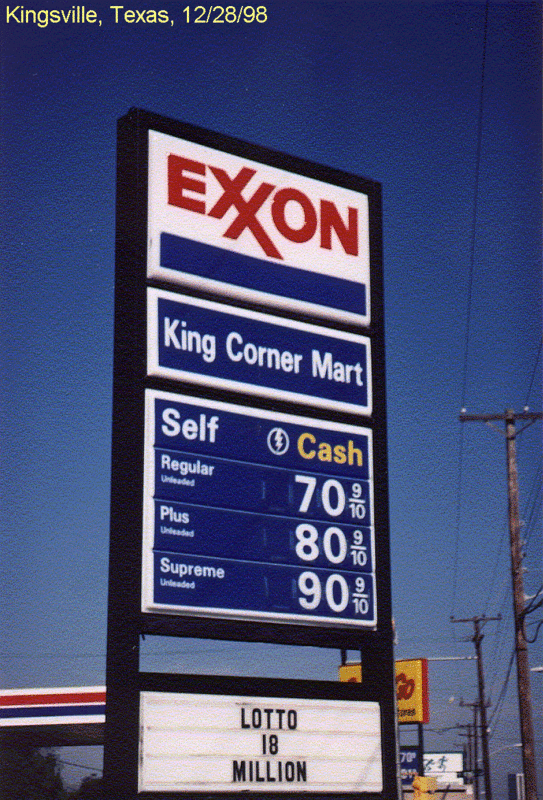 Kingsville, Texas, 12/28/98
EXXON
King Corner Mart
Self Cash
Regular 70 9/10
Unleaded
Plus 80 9/10
Unleaded
Supreme 90 9/10
Unleaded
LOTTO
18
MILLION